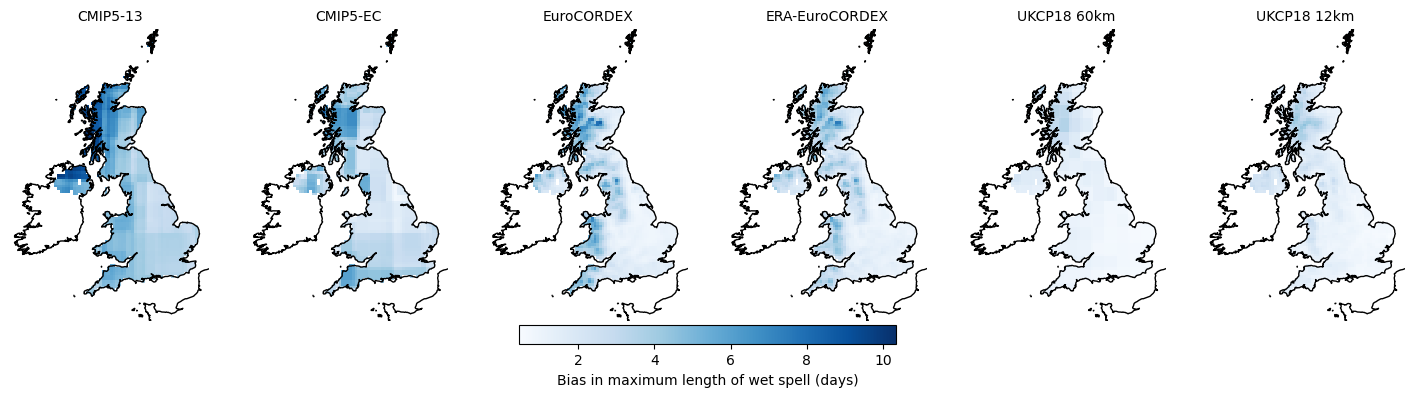 CMIP5-13 CMIP5-EC EuroCORDEX ERA-EuroCORDEX UKCP18 60km UKCP18 12km
2 4 6 8 10
Bias in maximum length of wet spell (days)